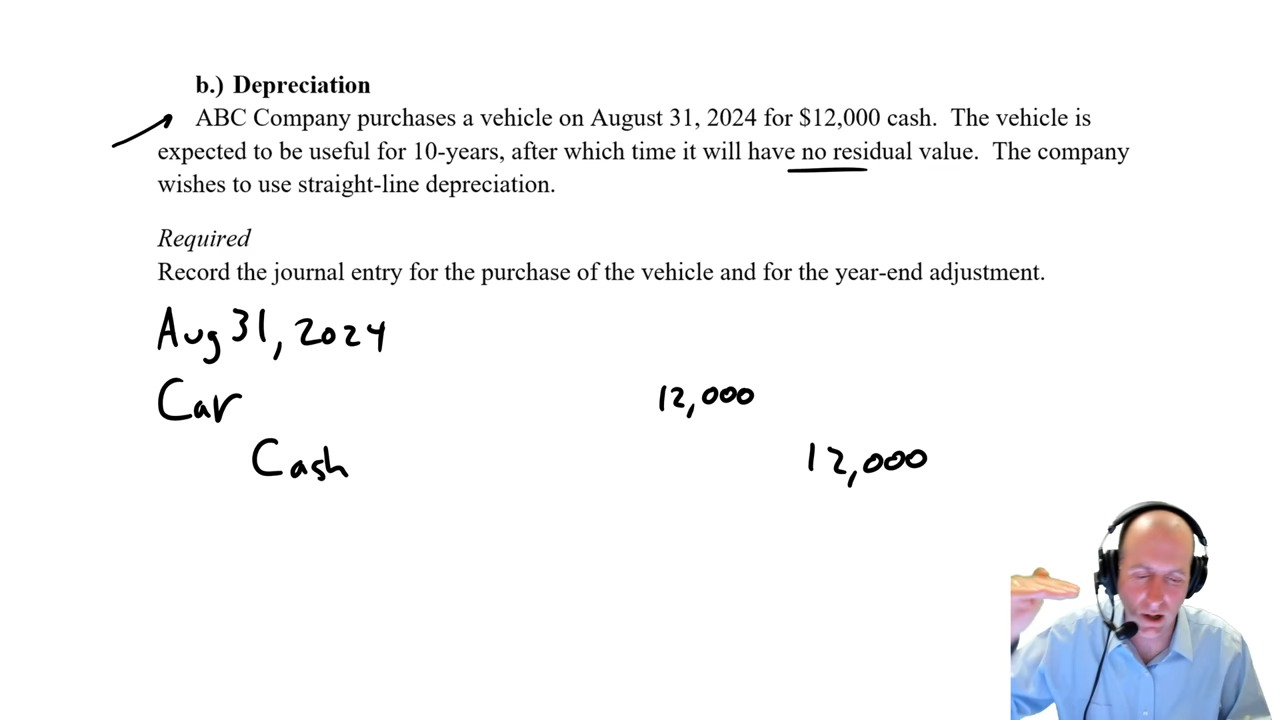 b.) Depreciation
ABC Company purchases a vehicle on August 31, 2024 for $12,000 cash. The vehicle is
expected to be useful for 10-years, after which time it will have no residual value. The company
wishes to use straight-line depreciation.
Required
Record the journal entry for the purchase of the vehicle and for the year-end adjustment.
Aug 31, 2024
Car 12,000
Cash 12,000